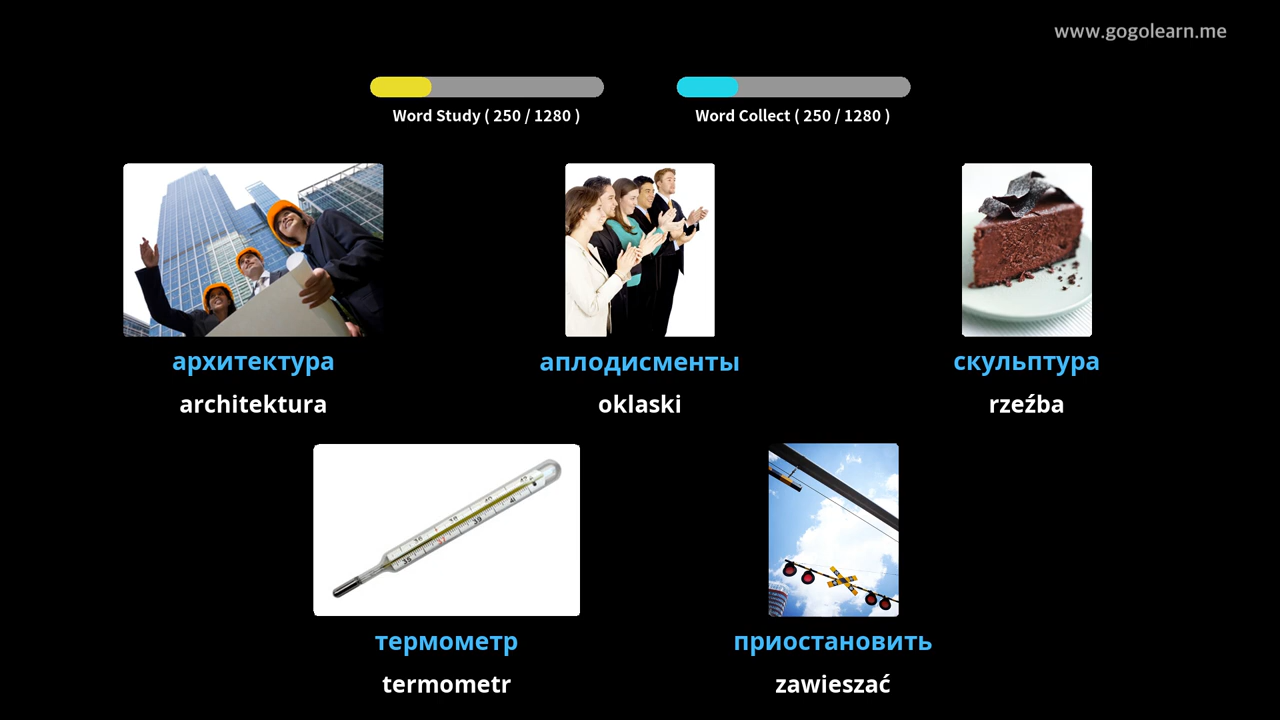 www.gogolearn.me
Word Study ( 250 / 1280 )
Word Collect ( 250 / 1280 )
архитектура
аплодисменты
скульптура
architektura
oklaski
rzeźba
термометр
приостановить
termometr
zawieszać